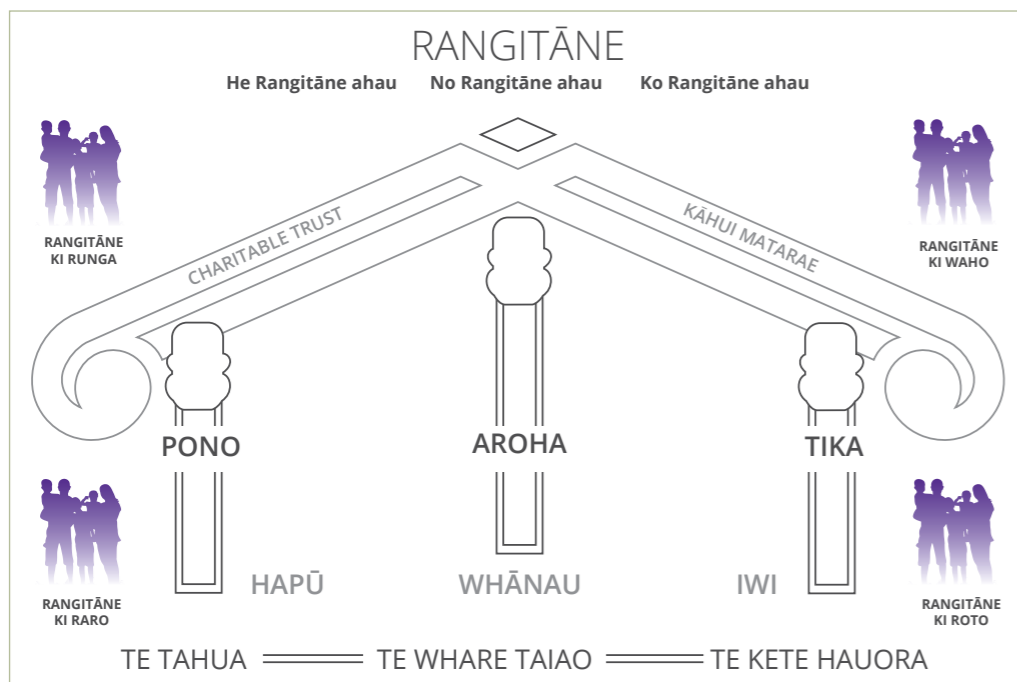 RANGITĀNE
He Rangitāne ahau No Rangitāne ahau Ko Rangitāne ahau
RANGITĀNE
KI RUNGA
CHARITABLE TRUST
KĀHUI MATARAE
RANGITĀNE
KI WAHO
PONO
AROHA
TIKA
RANGITĀNE
KI RARO
HAPŪ
WHĀNAU
IWI
RANGITĀNE
KI ROTO
TE TAHUA
TE WHARE TAIAO
TE KETE HAUORA